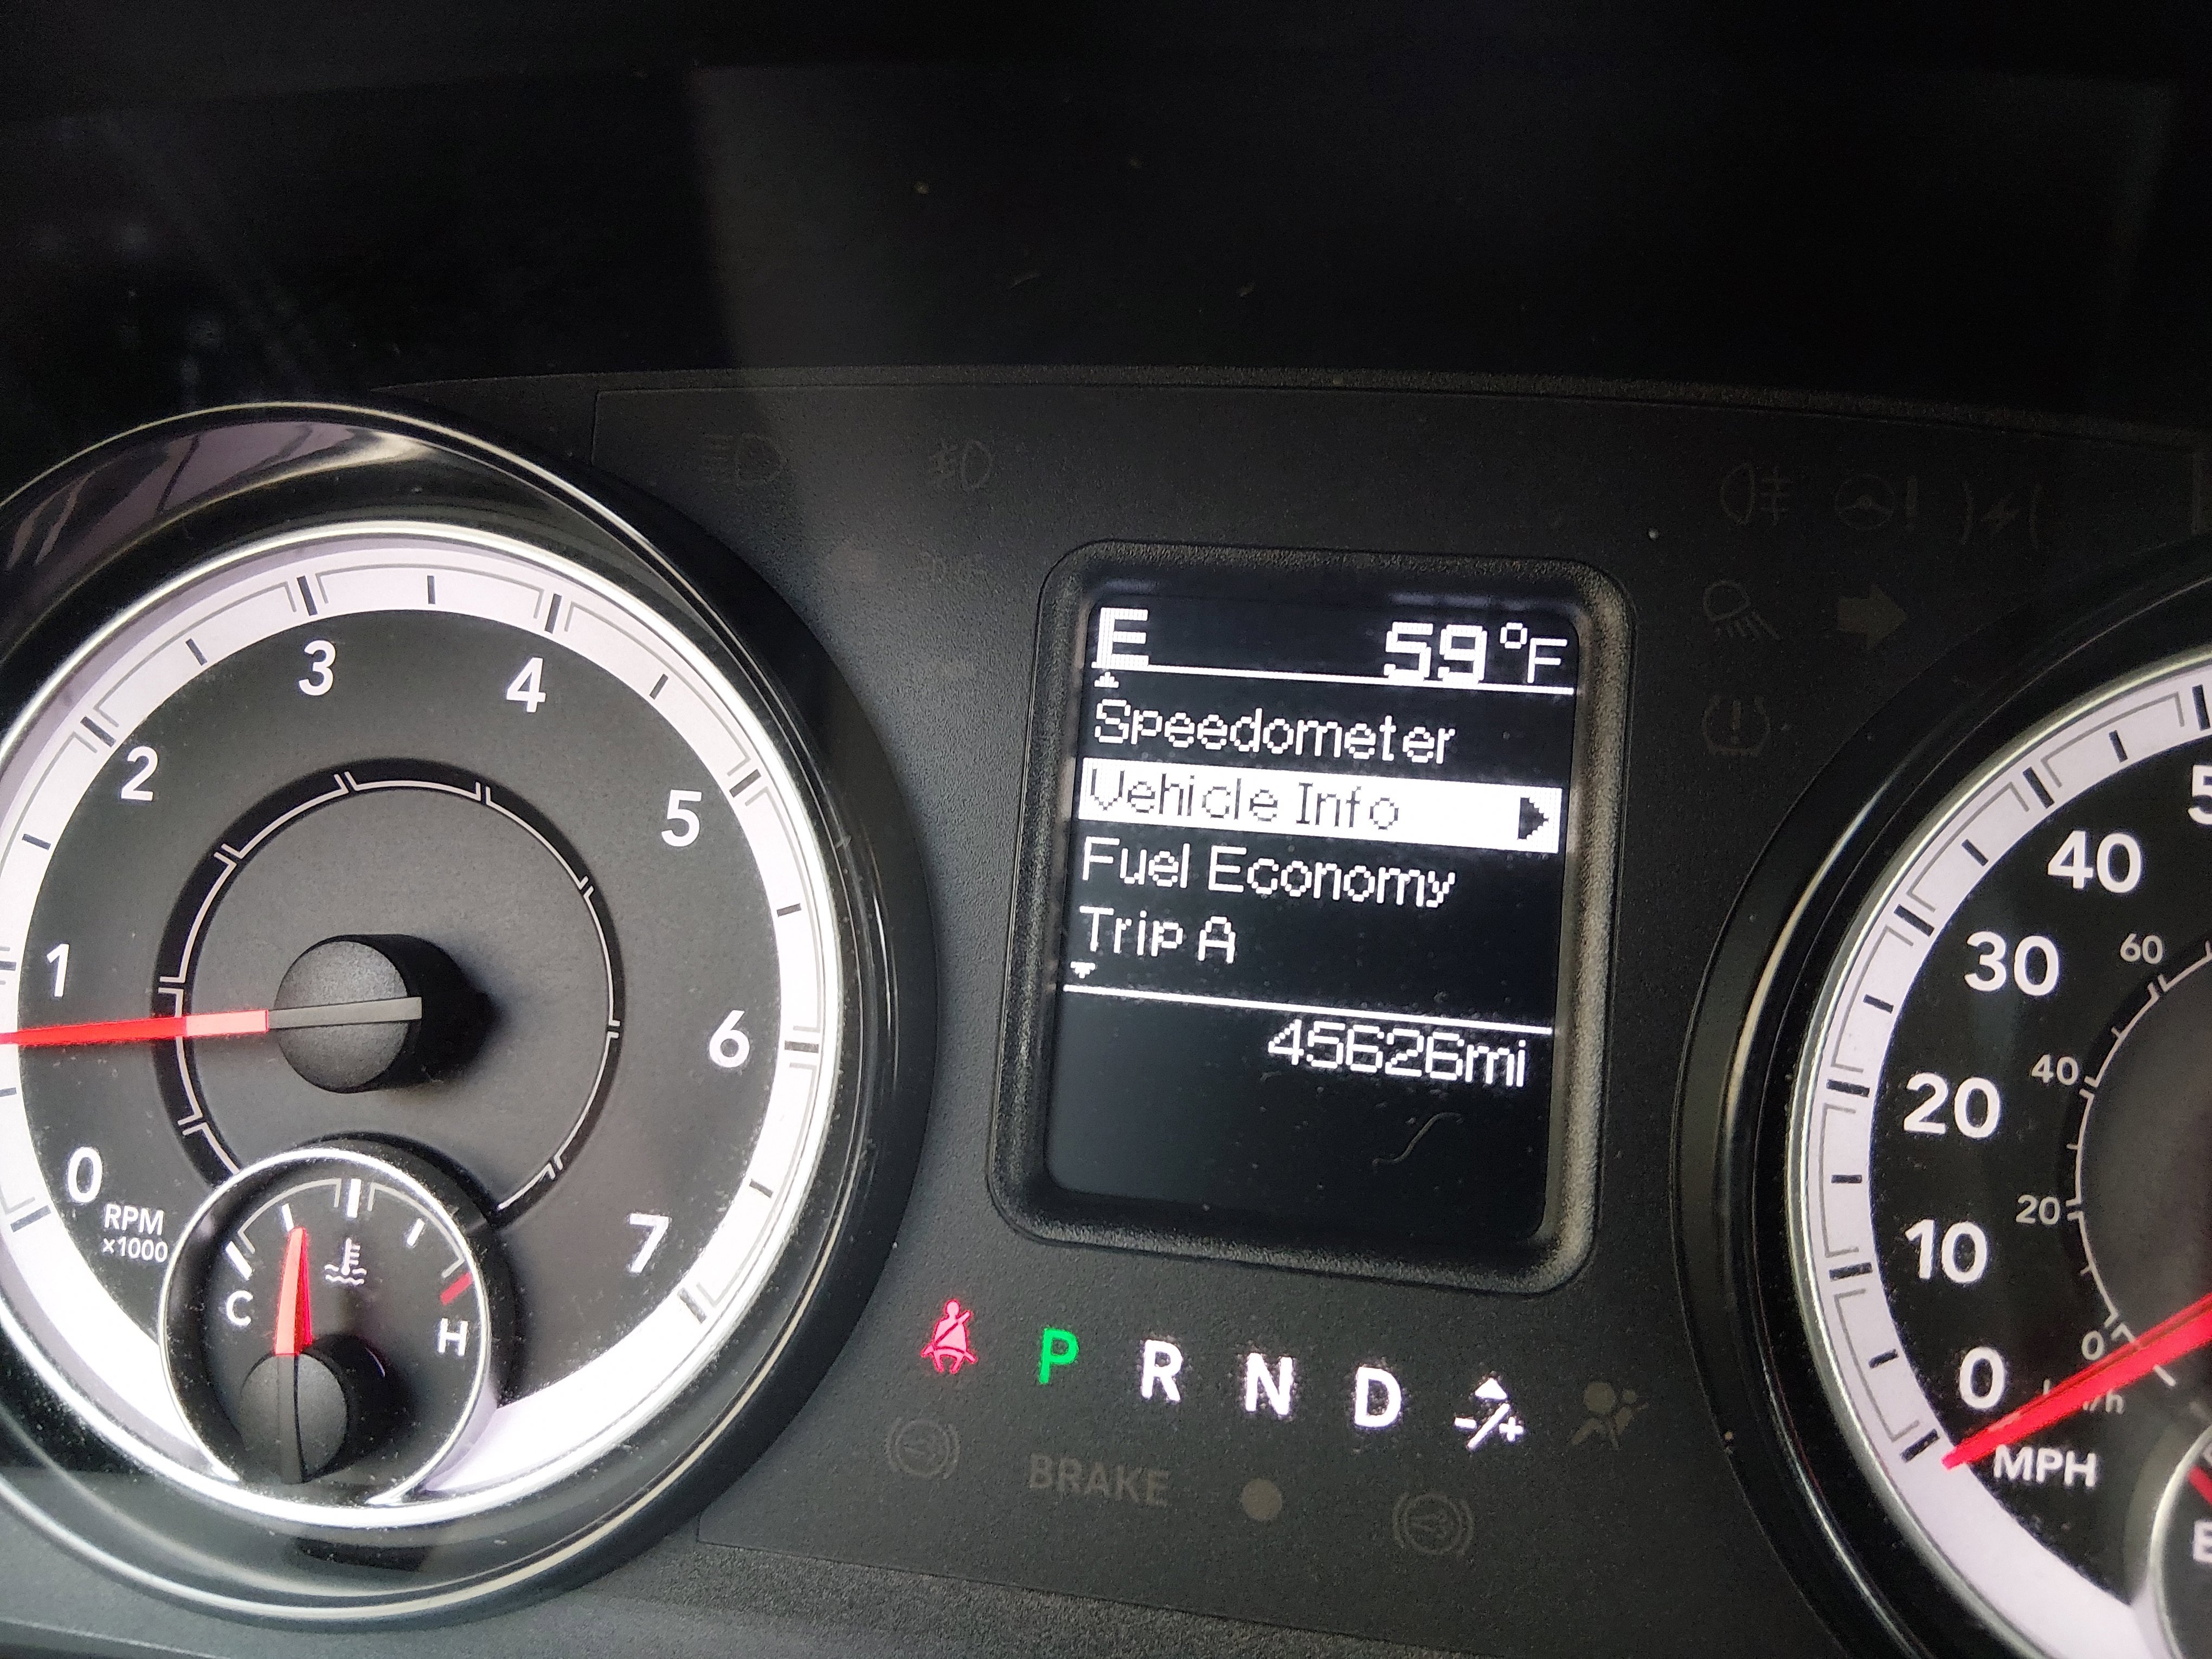 E 59°F
Speedometer
Vehicle Info
Fuel Economy
Trip A
45626mi
0 1 2 3 4 5 6 7
RPM
x1000
C H
P R N D -/+
BRAKE
0 10 20 30 40
0 20 40 60
MPH